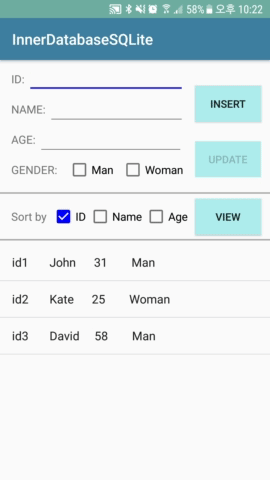 58% 오후 10:22
InnerDatabaseSQLite
ID:
INSERT
NAME:
AGE:
UPDATE
GENDER: Man Woman
Sort by ID Name Age VIEW
id1 John 31 Man
id2 Kate 25 Woman
id3 David 58 Man